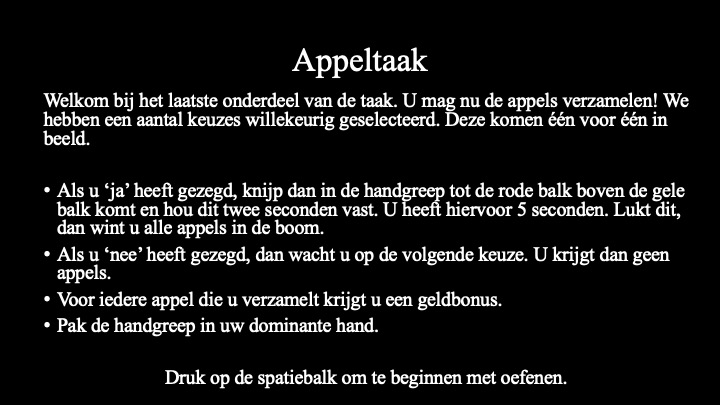 Appeltaak
Welkom bij het laatste onderdeel van de taak. U mag nu de appels verzamelen! We
hebben een aantal keuzes willekeurig geselecteerd. Deze komen één voor één in
beeld.
• Als u ‘ja’ heeft gezegd, knijp dan in de handgreep tot de rode balk boven de gele
balk komt en hou dit twee seconden vast. U heeft hiervoor 5 seconden. Lukt dit,
dan wint u alle appels in de boom.
• Als u ‘nee’ heeft gezegd, dan wacht u op de volgende keuze. U krijgt dan geen
appels.
• Voor iedere appel die u verzamelt krijgt u een geldbonus.
• Pak de handgreep in uw dominante hand.
Druk op de spatiebalk om te beginnen met oefenen.